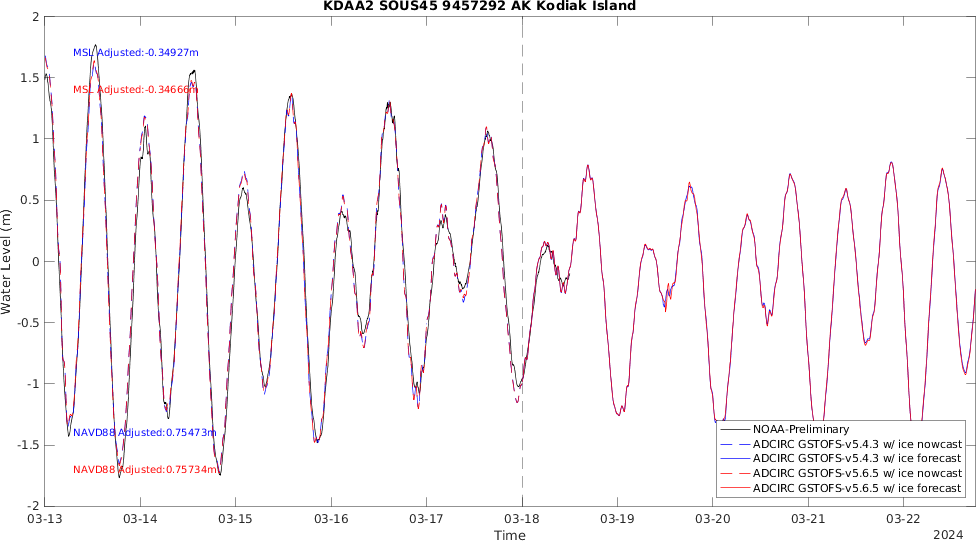 KDAA2 SOUS45 9457292 AK Kodiak Island
2
1.5
1
0.5
0
-0.5
-1
-1.5
-2
Water Level (m)
MSL Adjusted:-0.34927m
MSL Adjusted:-0.34666m
NAVD88 Adjusted:0.75473m
NAVD88 Adjusted:0.75734m
NOAA-Preliminary
ADCIRC GSTOFS-v5.4.3 w/ ice nowcast
ADCIRC GSTOFS-v5.4.3 w/ ice forecast
ADCIRC GSTOFS-v5.6.5 w/ ice nowcast
ADCIRC GSTOFS-v5.6.5 w/ ice forecast
03-13 03-14 03-15 03-16 03-17 03-18 03-19 03-20 03-21 03-22
Time
2024